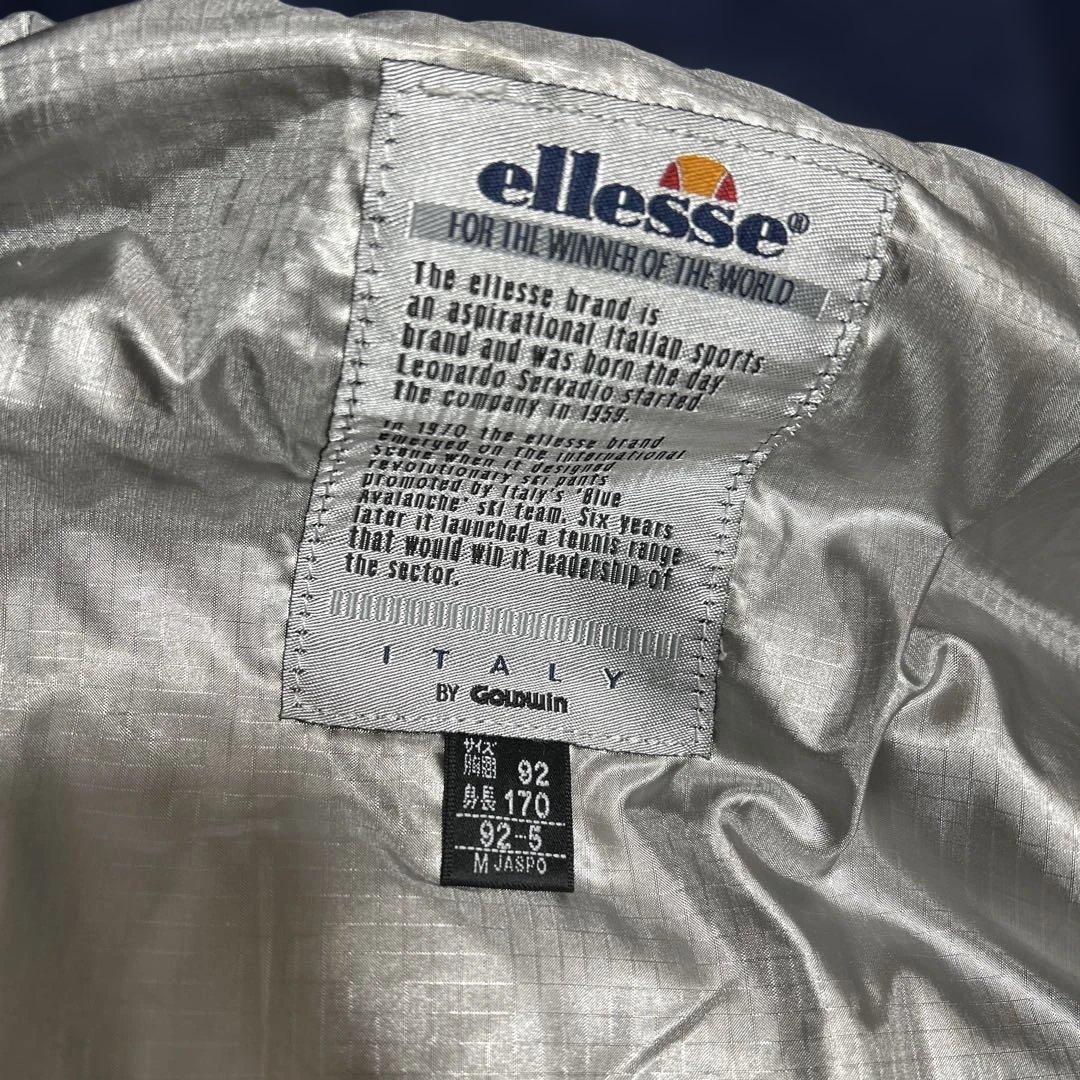 ellesse®
FOR THE WINNER OF THE WORLD
The ellesse brand is
an aspirational Italian sports
brand and was born the day
Leonardo Servadio started
the company in 1959.
In 1970 the ellesse brand
emerged on the international
scene when it designed
revolutionary ski pants
promoted by Italy's "Blue
Avalanche" ski team. Six years
later it launched a tennis range
that would win it leadership of
the sector.
ITALY
BY GOLDWIN
サイズ
胸囲 92
身長 170
92-5
M JASPO